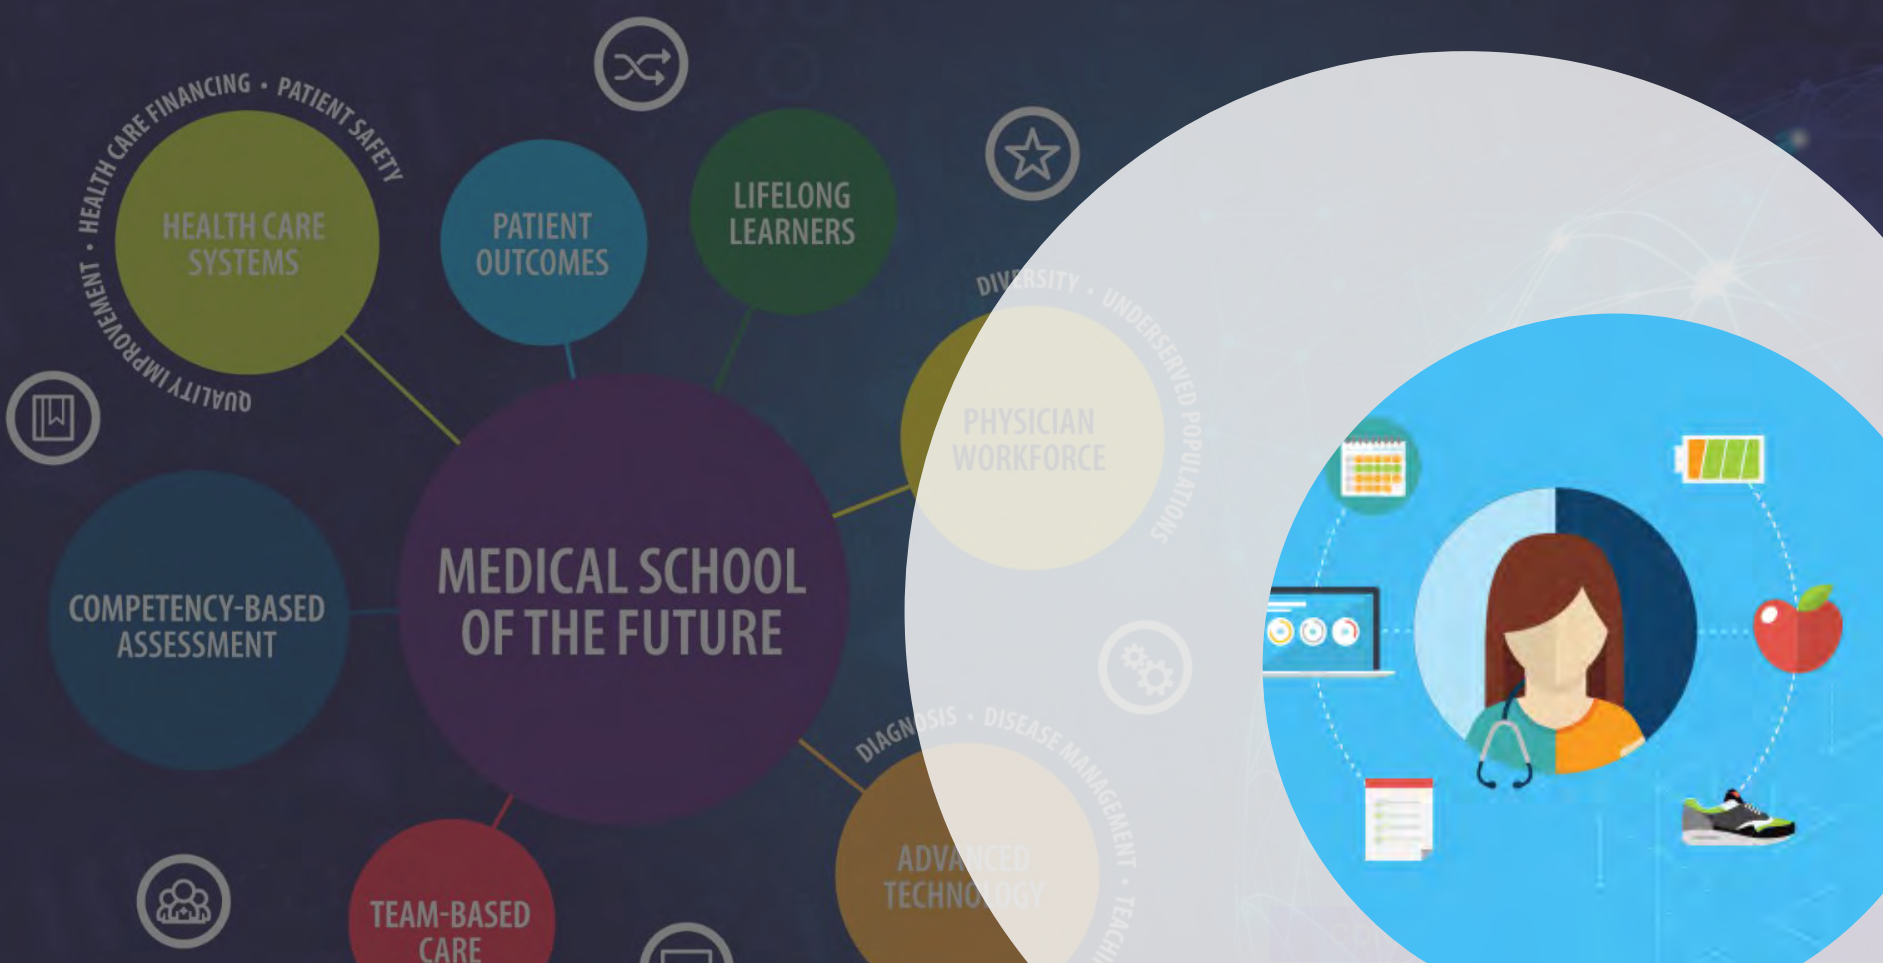 QUALITY IMPROVEMENT • HEALTH CARE FINANCING • PATIENT SAFETY
HEALTH CARE
SYSTEMS
PATIENT
OUTCOMES
LIFELONG
LEARNERS
DIVERSITY • UNDERSERVED POPULATIONS
PHYSICIAN
WORKFORCE
COMPETENCY-BASED
ASSESSMENT
MEDICAL SCHOOL
OF THE FUTURE
DIAGNOSIS • DISEASE MANAGEMENT • TEACHI
ADVANCED
TECHNOLOGY
TEAM-BASED
CARE